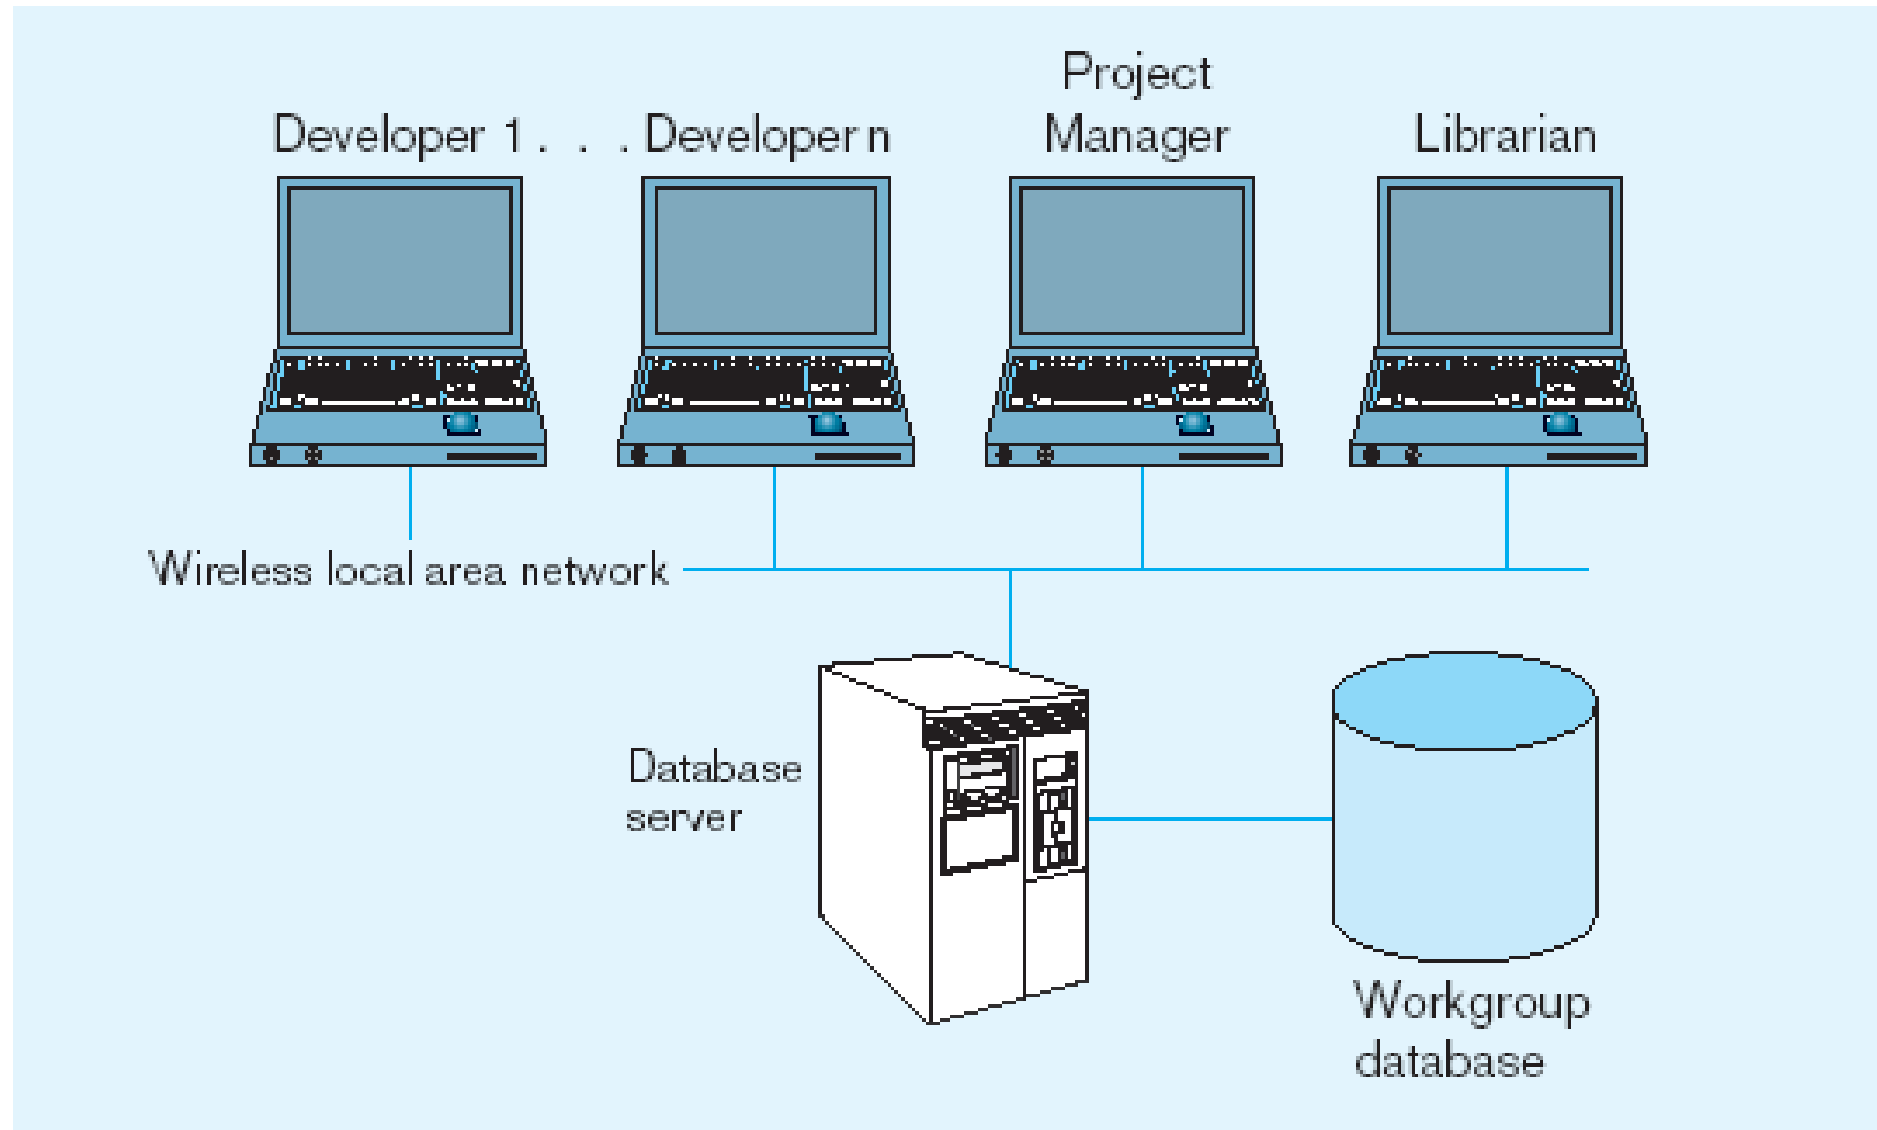 Project
Developer 1 . . . Developer n Manager Librarian
Wireless local area network
Database
server
Workgroup
database